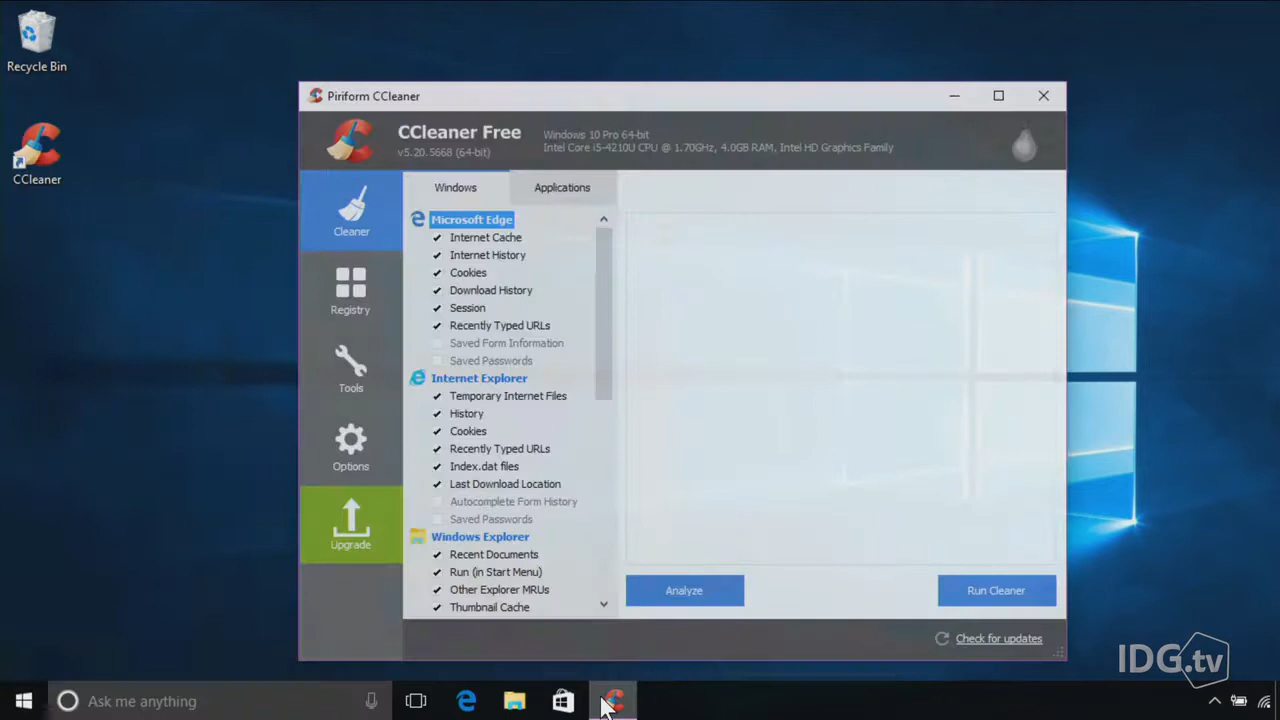 Recycle Bin
CCleaner
Piriform CCleaner
CCleaner Free
v5.20.5668 (64-bit)
Windows 10 Pro 64-bit
Intel Core i5-4210U CPU @ 1.70GHz, 4.0GB RAM, Intel HD Graphics Family
Cleaner
Registry
Tools
Options
Upgrade
Windows
Applications
Microsoft Edge
Internet Cache
Internet History
Cookies
Download History
Session
Recently Typed URLs
Saved Form Information
Saved Passwords
Internet Explorer
Temporary Internet Files
History
Cookies
Recently Typed URLs
Index.dat files
Last Download Location
Autocomplete Form History
Saved Passwords
Windows Explorer
Recent Documents
Run (in Start Menu)
Other Explorer MRUs
Thumbnail Cache
Analyze
Run Cleaner
Check for updates
IDG.tv
Ask me anything